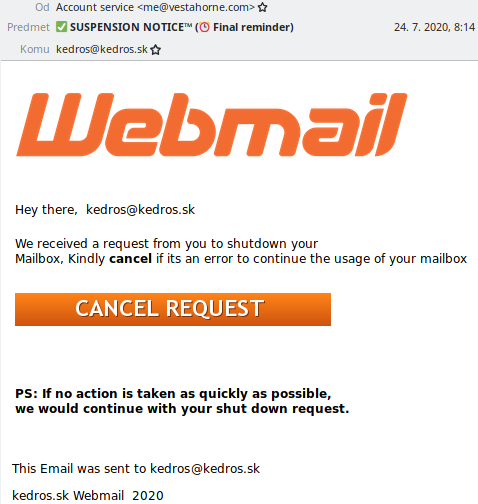 Od Account service <me@vestahorne.com> ☆
Predmet ✅ SUSPENSION NOTICE™ (⏰ Final reminder) 24. 7. 2020, 8:14
Komu kedros@kedros.sk ☆
Webmail
Hey there, kedros@kedros.sk
We received a request from you to shutdown your
Mailbox, Kindly cancel if its an error to continue the usage of your mailbox
CANCEL REQUEST
PS: If no action is taken as quickly as possible,
we would continue with your shut down request.
This Email was sent to kedros@kedros.sk
kedros.sk Webmail 2020